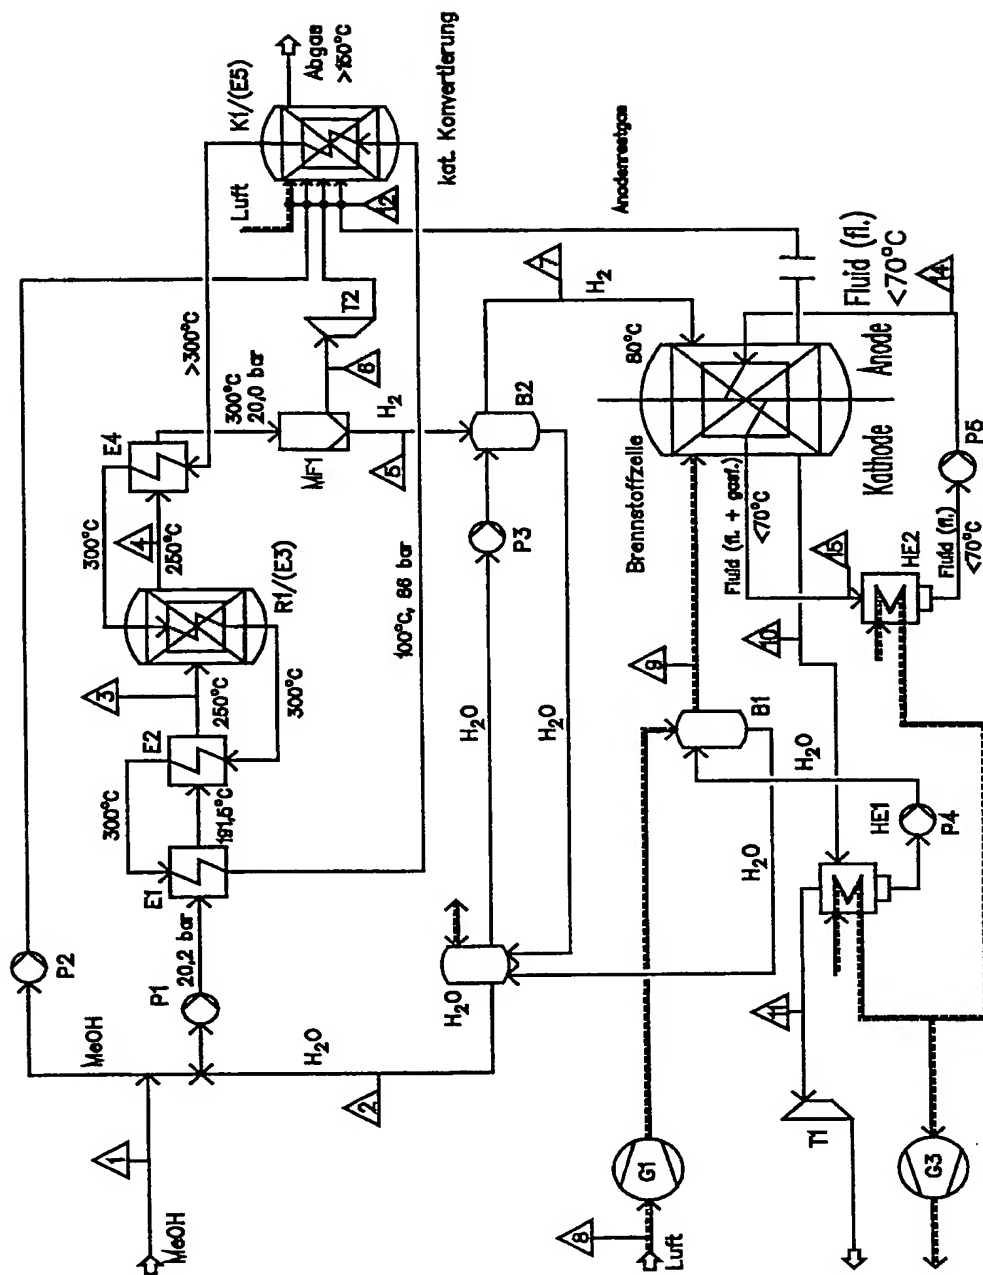 MeOH
1
MeOH
P2
P1
20,2 bar
H2O
2
H2O
E1
300°C
191,5°C
E2
250°C
3
300°C
R1/(E3)
300°C
250°C
4
E4
>300°C
100°C, 86 bar
300°C
20,0 bar
MF1
H2
5
6
T2
Luft
12
K1/(E5)
Abgas
>150°C
kat. Konvertierung
Anodenrestgas
H2O
P3
H2O
B2
7
H2
Luft
8
G1
B1
H2O
H2O
9
10
HE1
P4
11
T1
G3
Brennstoffzelle
80°C
Kathode
Anode
Fluid (fl. + gasf.)
<70°C
15
HE2
Fluid (fl.)
<70°C
P5
14
Fluid (fl.)
<70°C